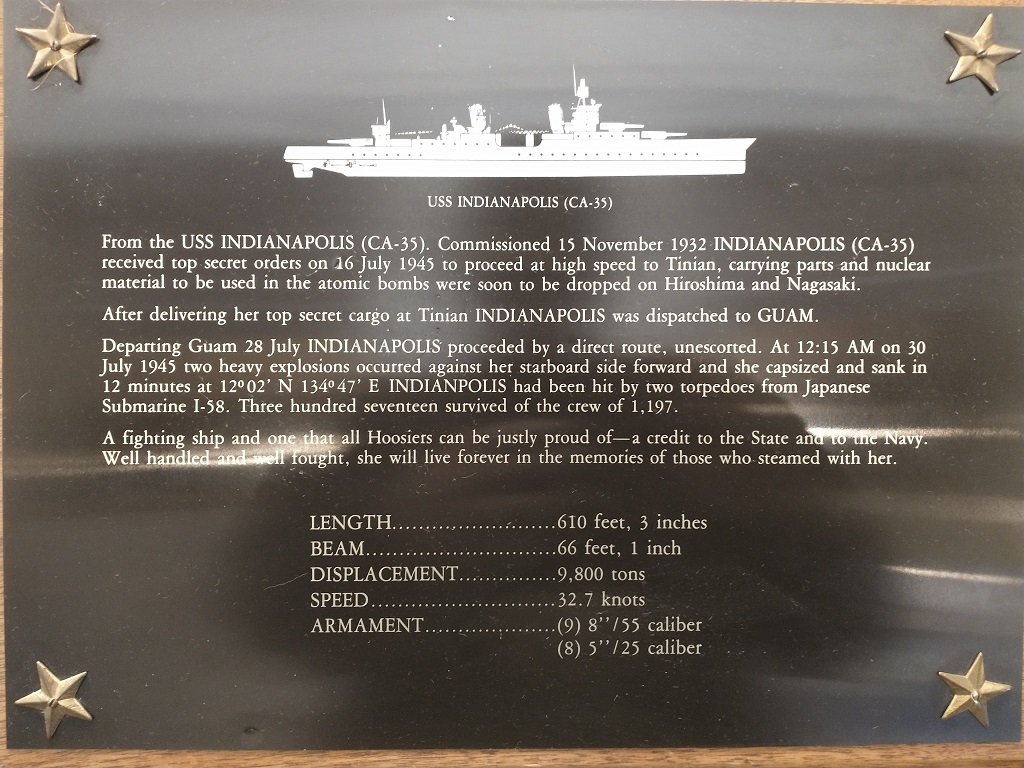 USS INDIANAPOLIS (CA-35)
From the USS INDIANAPOLIS (CA-35). Commissioned 15 November 1932 INDIANAPOLIS (CA-35)
received top secret orders on 16 July 1945 to proceed at high speed to Tinian, carrying parts and nuclear
material to be used in the atomic bombs were soon to be dropped on Hiroshima and Nagasaki.
After delivering her top secret cargo at Tinian INDIANAPOLIS was dispatched to GUAM.
Departing Guam 28 July INDIANAPOLIS proceeded by a direct route, unescorted. At 12:15 AM on 30
July 1945 two heavy explosions occurred against her starboard side forward and she capsized and sank in
12 minutes at 12º02' N 134º47' E INDIANPOLIS had been hit by two torpedoes from Japanese
Submarine I-58. Three hundred seventeen survived of the crew of 1,197.
A fighting ship and one that all Hoosiers can be justly proud of—a credit to the State and to the Navy.
Well handled and well fought, she will live forever in the memories of those who steamed with her.
LENGTH........................610 feet, 3 inches
BEAM............................66 feet, 1 inch
DISPLACEMENT..............9,800 tons
SPEED...........................32.7 knots
ARMAMENT...................(9) 8''/55 caliber
(8) 5''/25 caliber